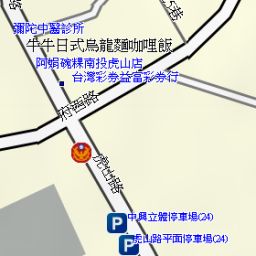 彌陀中醫診所
牛牛日式烏龍麵咖哩飯
阿娟碗粿南投虎山店
台灣彩券益富彩券行
府西路
虎山路
中興立體停車場(24)
虎山路平面停車場(24)